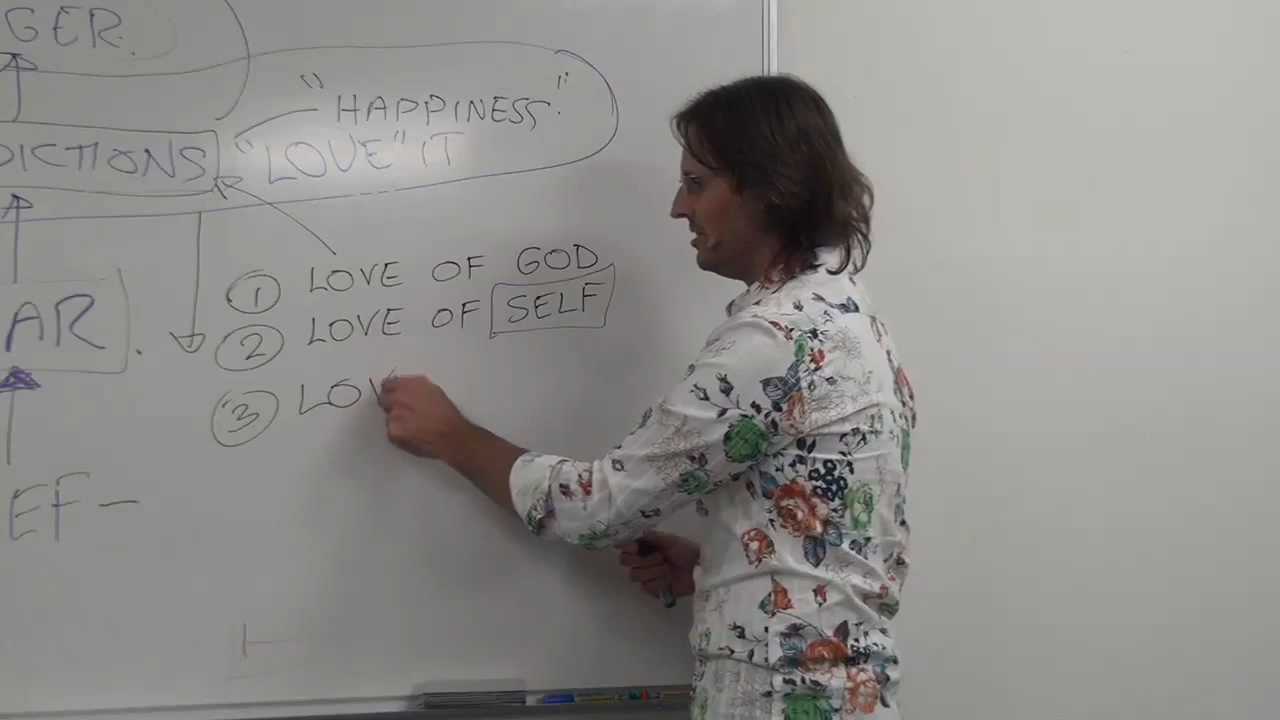 GER.
"HAPPINESS."
DICTIONS "LOVE" IT
① LOVE OF GOD
AR. ② LOVE OF SELF
③ LOV
EF –